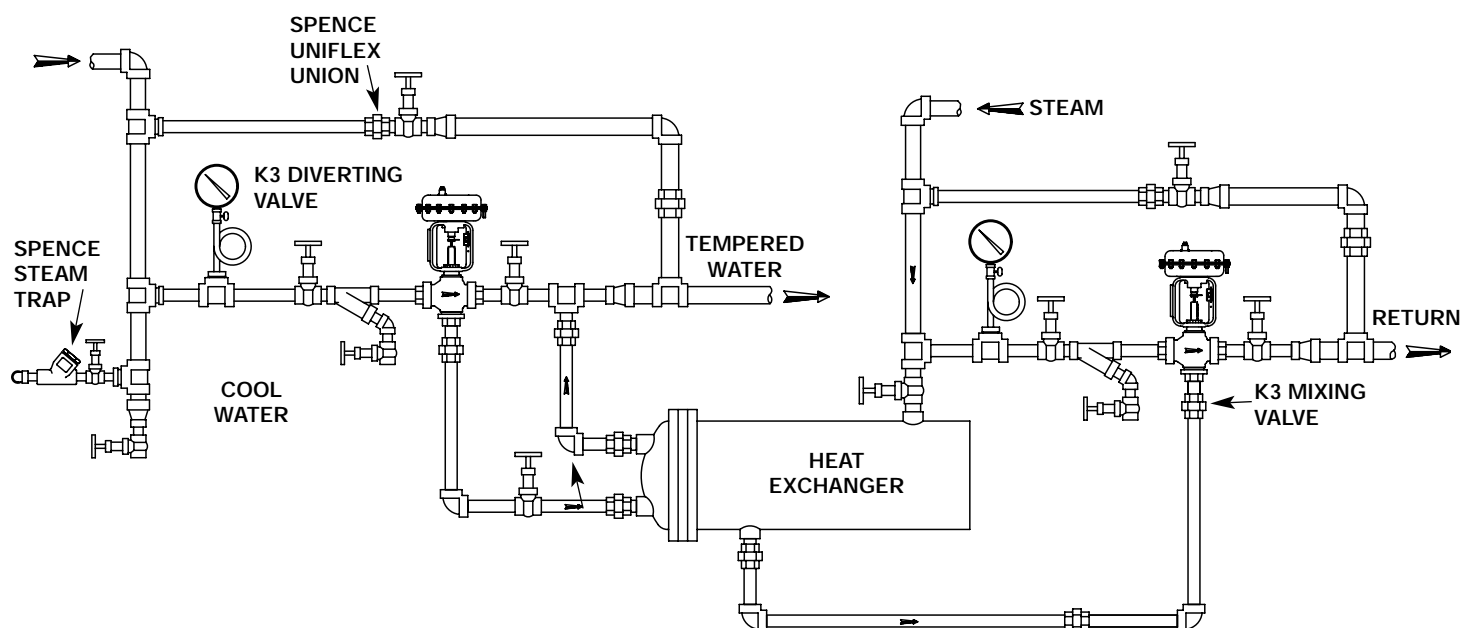 SPENCE
UNIFLEX
UNION
STEAM
K3 DIVERTING
VALVE
SPENCE
STEAM
TRAP
TEMPERED
WATER
RETURN
COOL
WATER
K3 MIXING
VALVE
HEAT
EXCHANGER